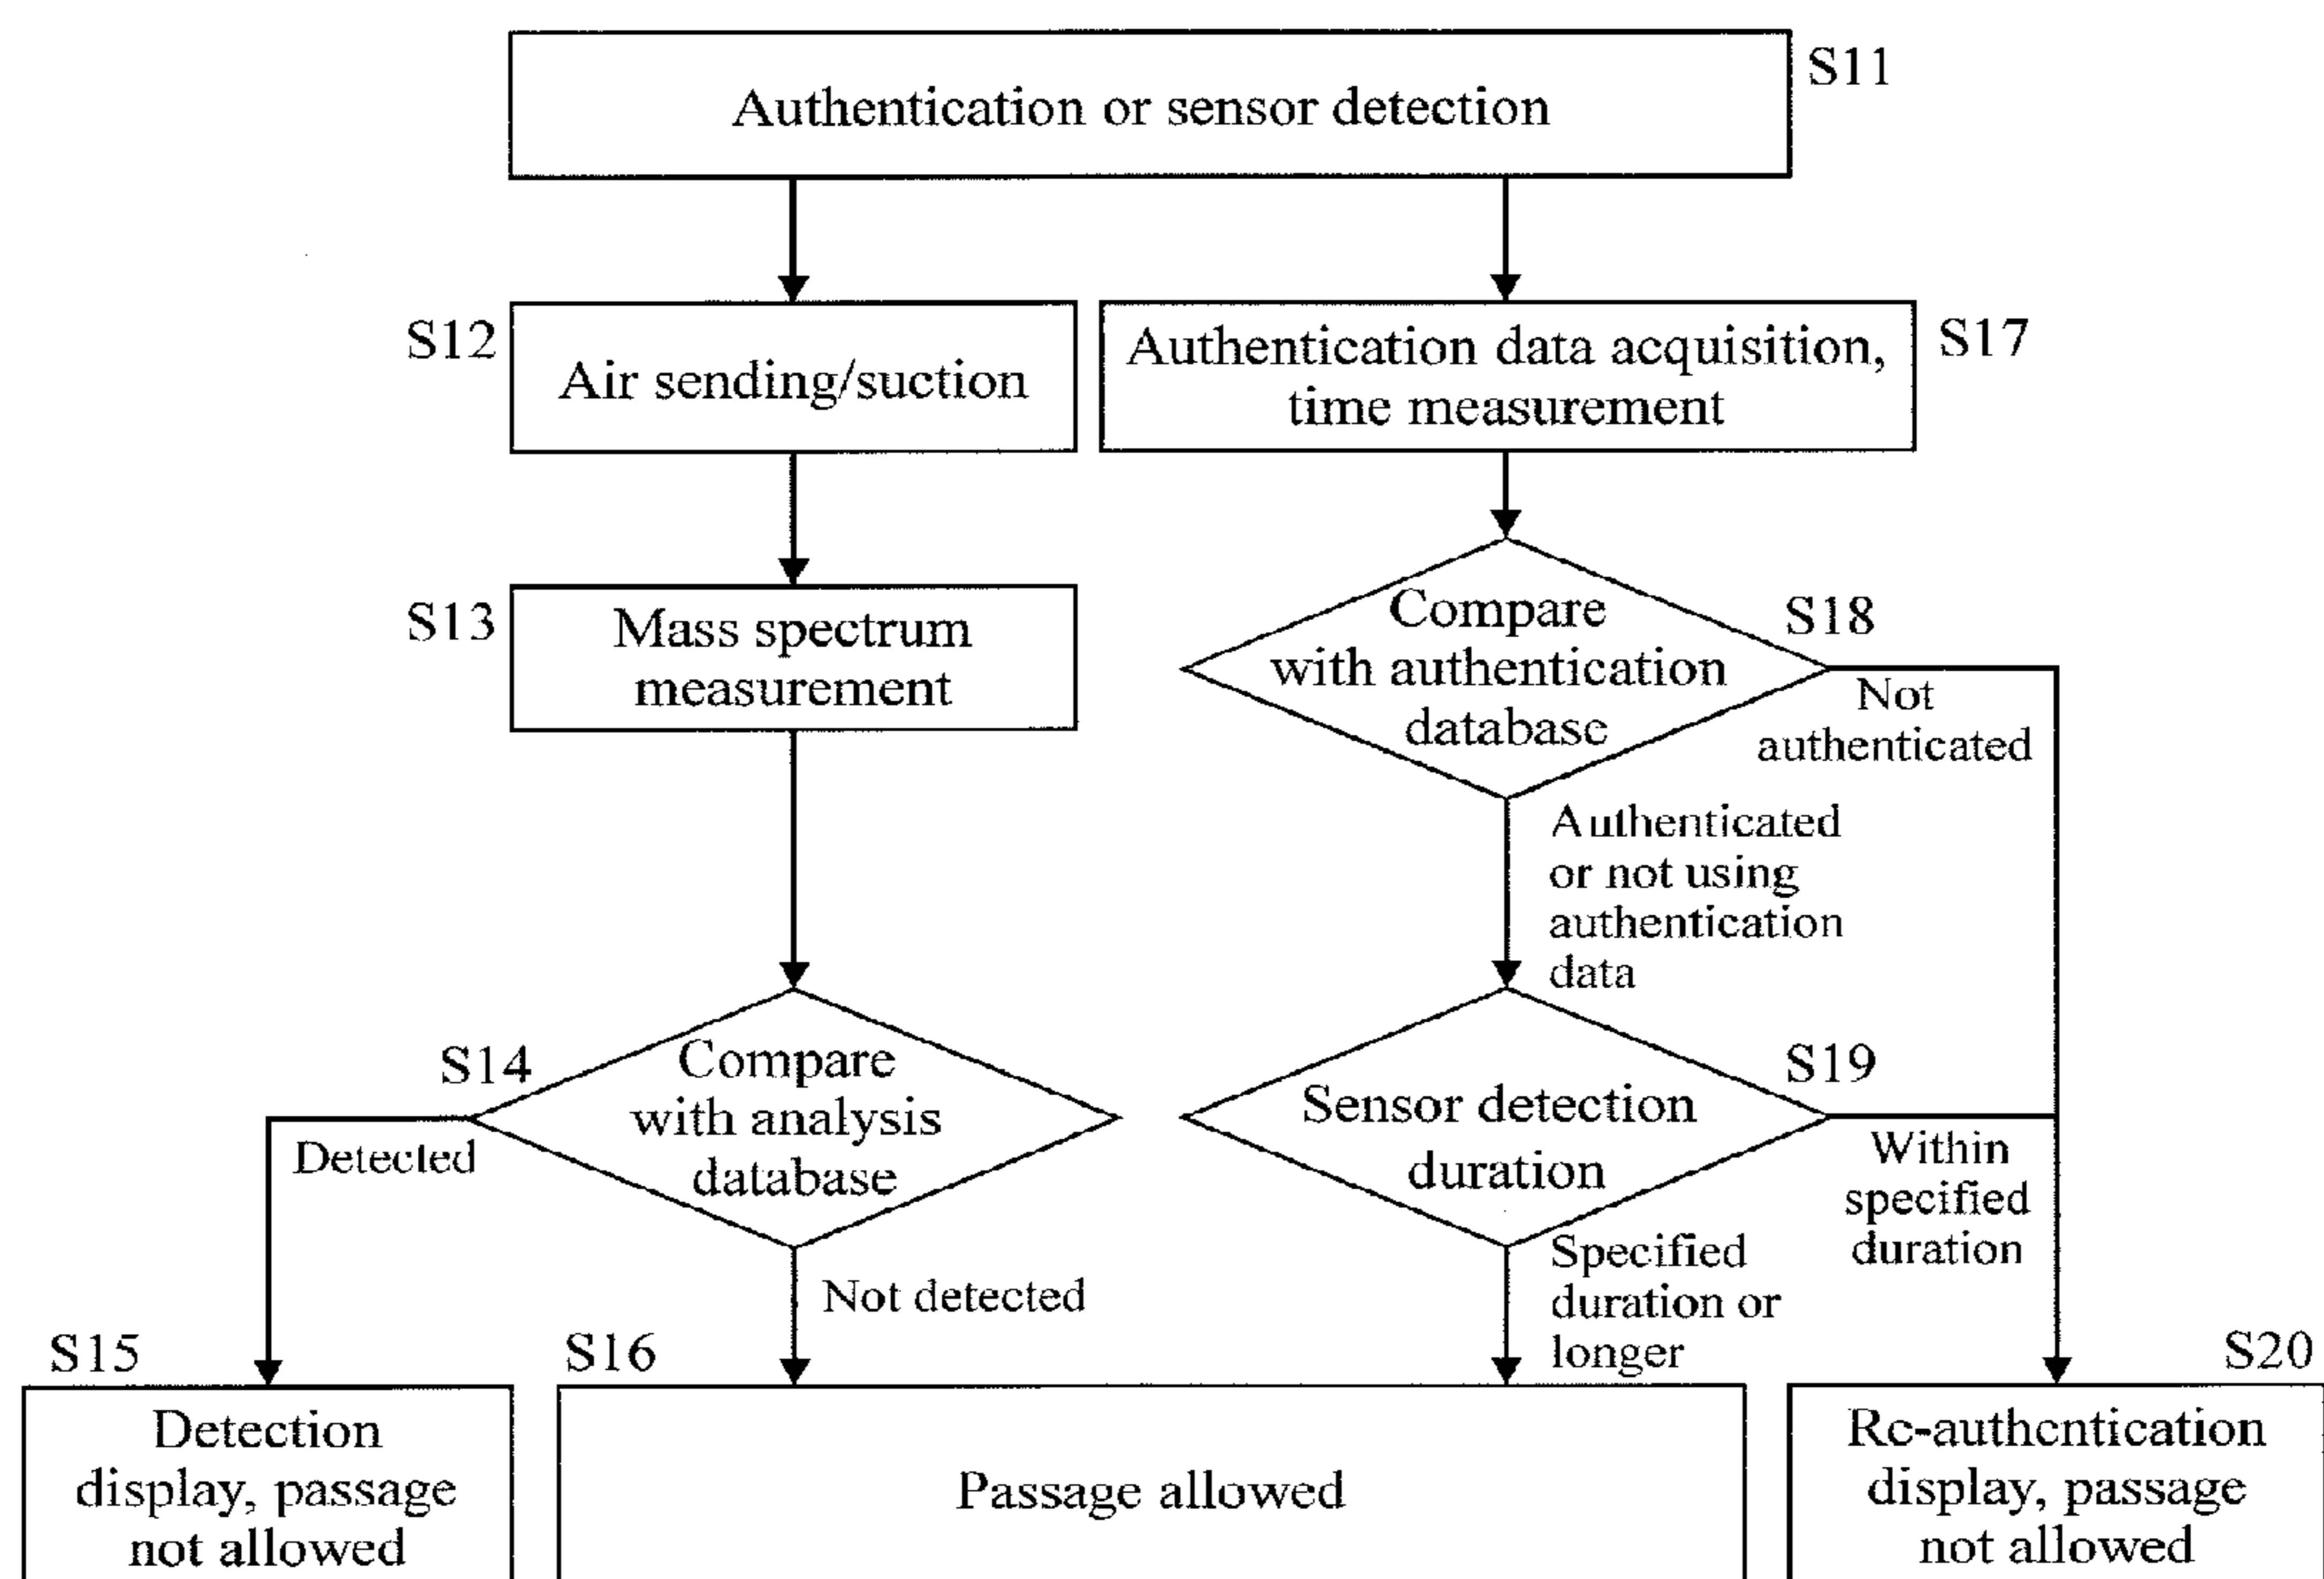 Authentication or sensor detection
S11
S12
Air sending/suction
Authentication data acquisition,
time measurement
S17
S13
Mass spectrum
measurement
Compare
with authentication
database
S18
Not
authenticated
Authenticated
or not using
authentication
data
S14
Compare
with analysis
database
Detected
Not detected
Sensor detection
duration
S19
Within
specified
duration
Specified
duration or
longer
S15
Detection
display, passage
not allowed
S16
Passage allowed
S20
Re-authentication
display, passage
not allowed